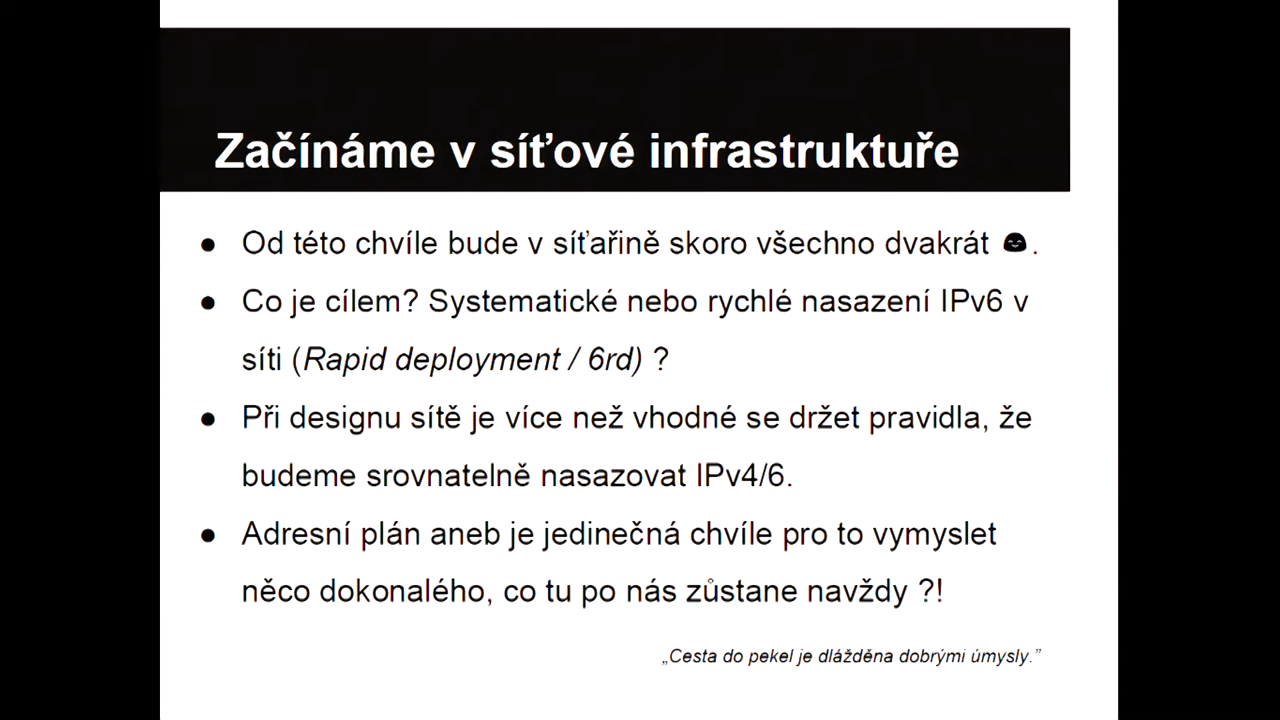 Začínáme v síťové infrastruktuře
● Od této chvíle bude v síťařině skoro všechno dvakrát 😊.
● Co je cílem? Systematické nebo rychlé nasazení IPv6 v
síti (Rapid deployment / 6rd) ?
● Při designu sítě je více než vhodné se držet pravidla, že
budeme srovnatelně nasazovat IPv4/6.
● Adresní plán aneb je jedinečná chvíle pro to vymyslet
něco dokonalého, co tu po nás zůstane navždy ?!
„Cesta do pekel je dlážděna dobrými úmysly.”